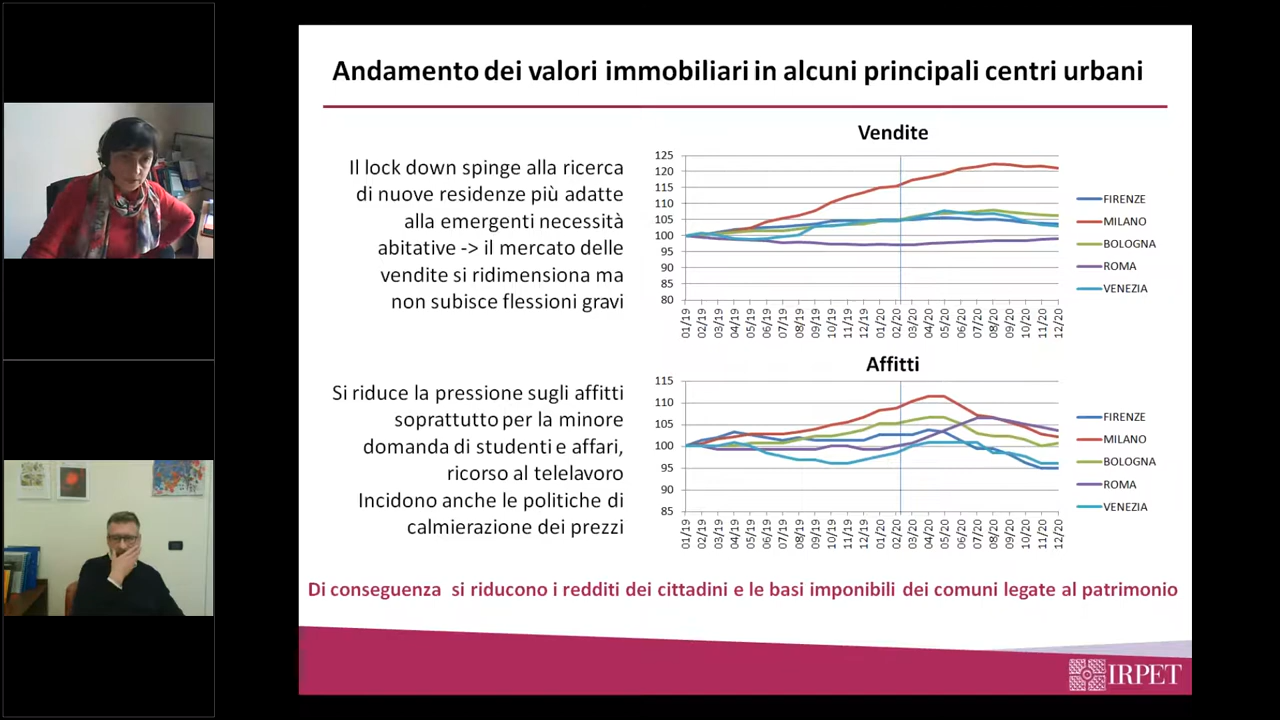 Andamento dei valori immobiliari in alcuni principali centri urbani
Il lock down spinge alla ricerca
di nuove residenze più adatte
alla emergenti necessità
abitative -> il mercato delle
vendite si ridimensiona ma
non subisce flessioni gravi
Vendite
125
120
115
110
105
100
95
90
85
80
01/19 02/19 03/19 04/19 05/19 06/19 07/19 08/19 09/19 10/19 11/19 12/19 01/20 02/20 03/20 04/20 05/20 06/20 07/20 08/20 09/20 10/20 11/20 12/20
FIRENZE
MILANO
BOLOGNA
ROMA
VENEZIA
Si riduce la pressione sugli affitti
soprattutto per la minore
domanda di studenti e affari,
ricorso al telelavoro
Incidono anche le politiche di
calmierazione dei prezzi
Affitti
115
110
105
100
95
90
85
01/19 02/19 03/19 04/19 05/19 06/19 07/19 08/19 09/19 10/19 11/19 12/19 01/20 02/20 03/20 04/20 05/20 06/20 07/20 08/20 09/20 10/20 11/20 12/20
FIRENZE
MILANO
BOLOGNA
ROMA
VENEZIA
Di conseguenza si riducono i redditi dei cittadini e le basi imponibili dei comuni legate al patrimonio
IRPET